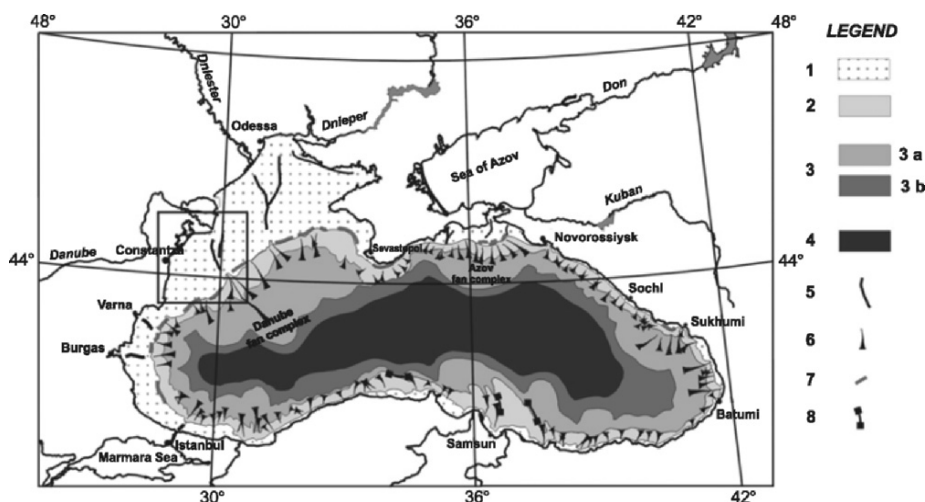 48° 30° 36° 42° 48°
LEGEND
1
2
3 3 a
3 b
4
5
6
7
8
Dniester
Dnieper
Don
Odessa
Sea of Azov
Kuban
Danube
Constantza
Sevastopol
Novorossiysk
44° 44°
Azov
fan complex
Sochi
Varna
Danube
fan complex
Sukhumi
Burgas
Batumi
Istanbul
Samsun
Marmara Sea
30° 36° 42°